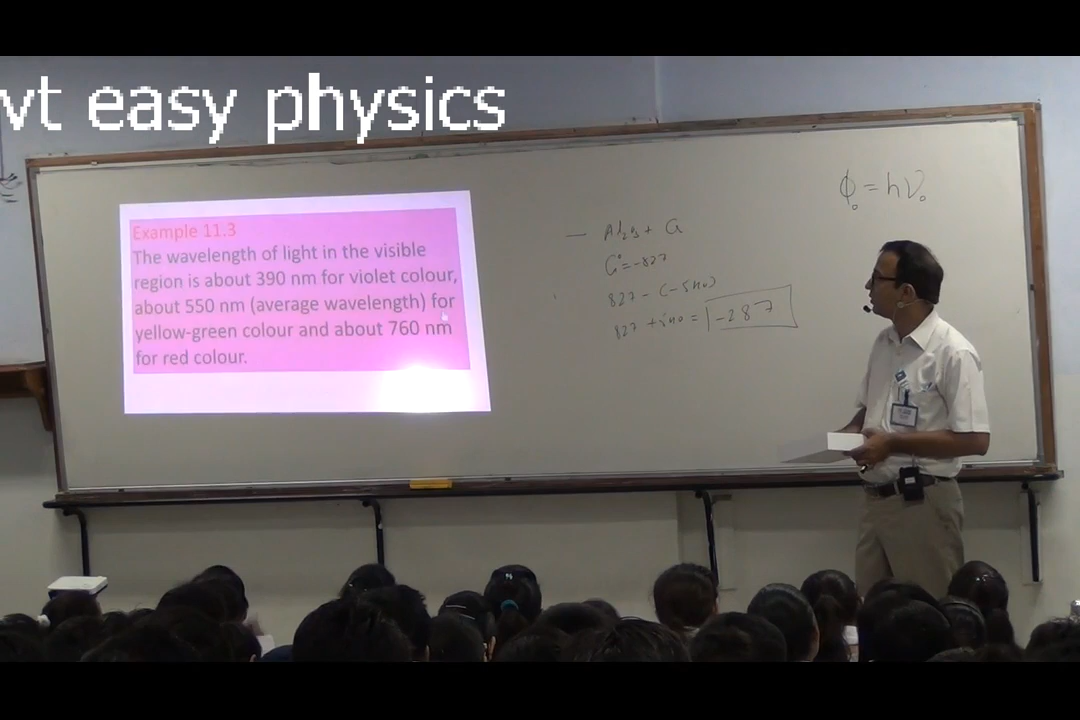 vt easy physics
Example 11.3
The wavelength of light in the visible
region is about 390 nm for violet colour,
about 550 nm (average wavelength) for
yellow-green colour and about 760 nm
for red colour.
ϕ₀ = hν₀
G° = -827
827 - (-540)
827 + 540 = -287